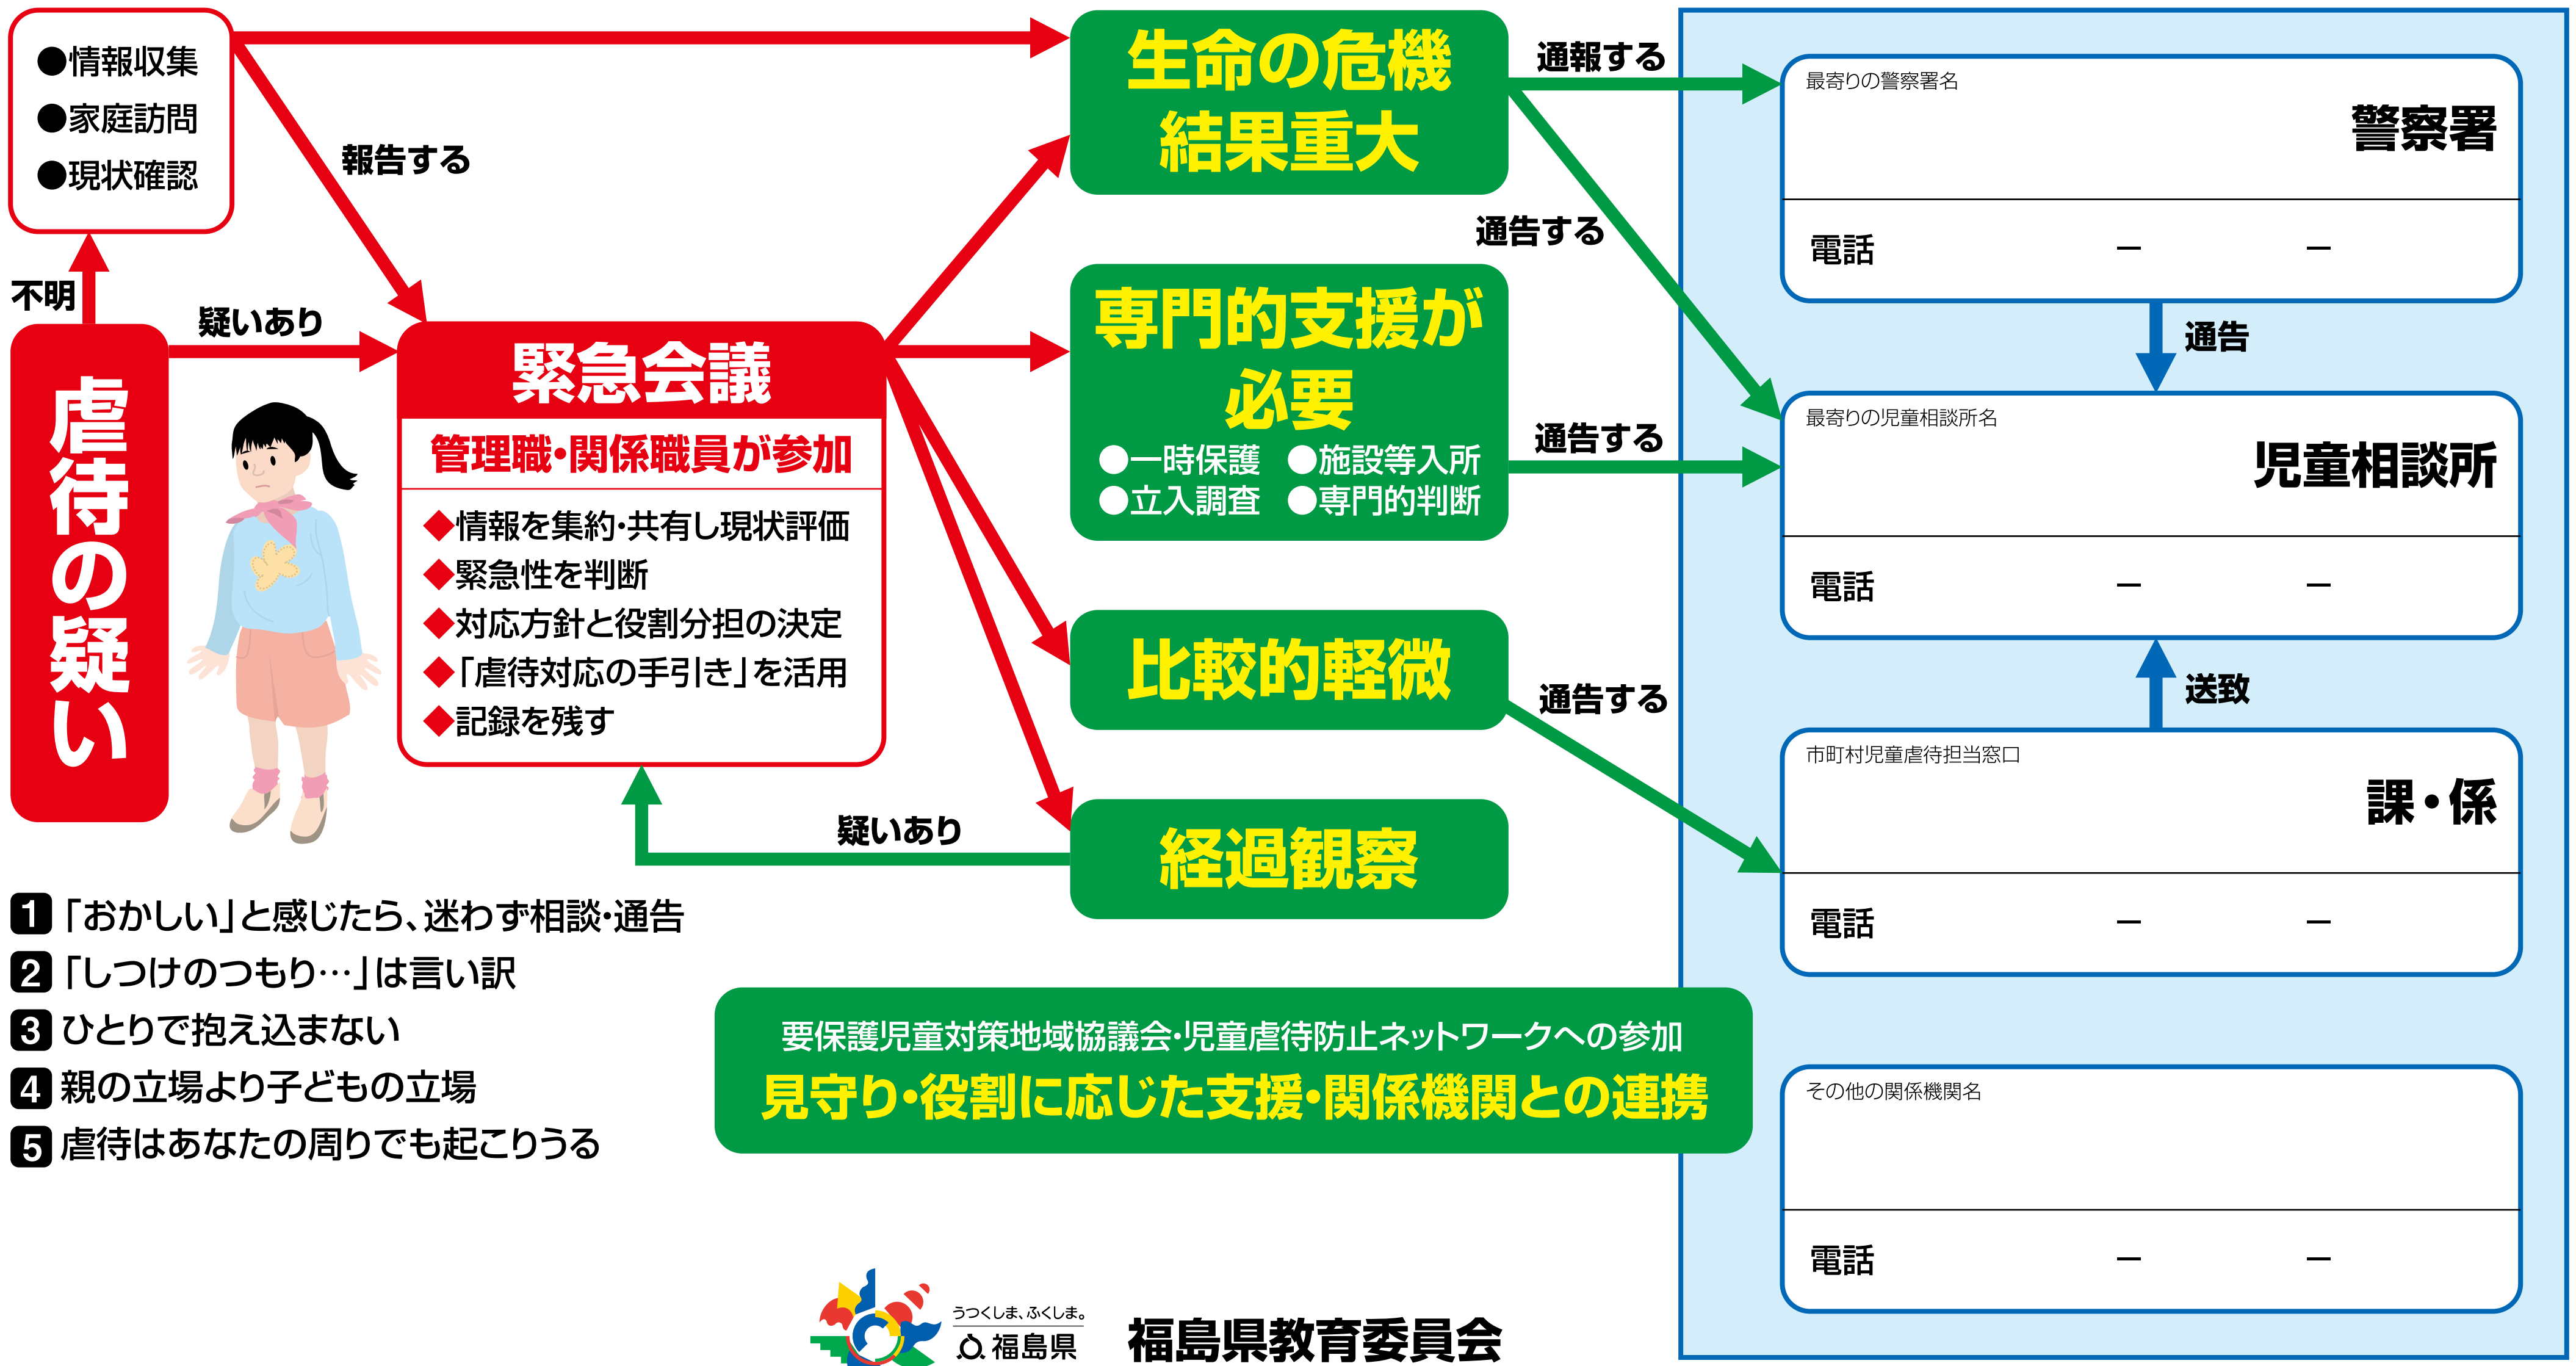 ●情報収集
●家庭訪問
●現状確認
不明
虐待の疑い
疑いあり
報告する
緊急会議
管理職・関係職員が参加
◆情報を集約・共有し現状評価
◆緊急性を判断
◆対応方針と役割分担の決定
◆「虐待対応の手引き」を活用
◆記録を残す
生命の危機
結果重大
専門的支援が
必要
●一時保護 ●施設等入所
●立入調査 ●専門的判断
比較的軽微
経過観察
疑いあり
通報する
通告する
通告する
通告する
最寄りの警察署名
警察署
電話 ー ー
通告
最寄りの児童相談所名
児童相談所
電話 ー ー
送致
市町村児童虐待担当窓口
課・係
電話 ー ー
その他の関係機関名
電話 ー ー
1 「おかしい」と感じたら、迷わず相談・通告
2 「しつけのつもり…」は言い訳
3 ひとりで抱え込まない
4 親の立場より子どもの立場
5 虐待はあなたの周りでも起こりうる
要保護児童対策地域協議会・児童虐待防止ネットワークへの参加
見守り・役割に応じた支援・関係機関との連携
うつくしま、ふくしま。
福島県
福島県教育委員会